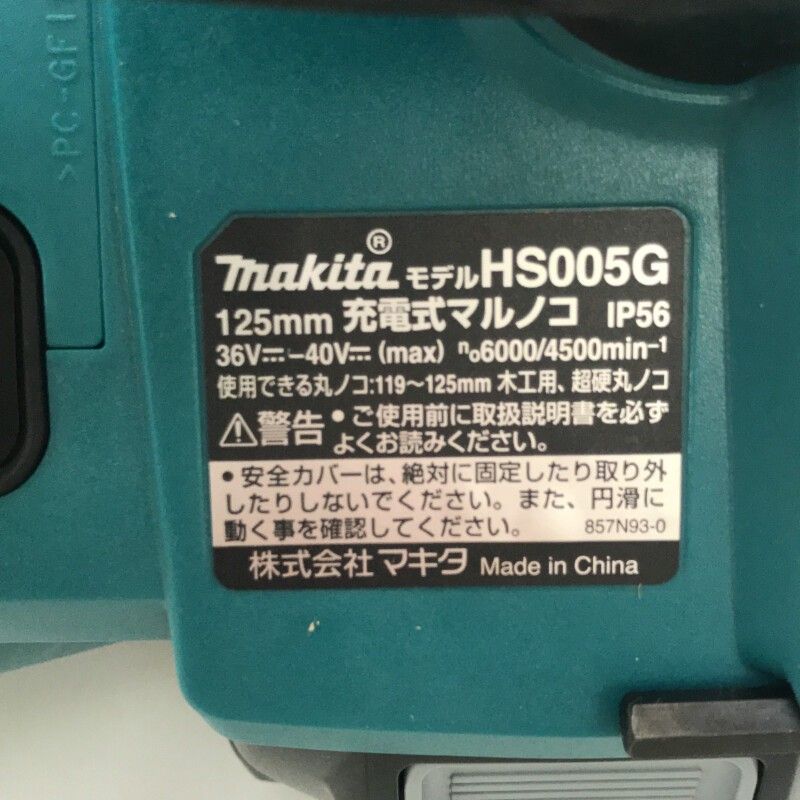 >PC-GF1
makita® モデルHS005G
125mm 充電式マルノコ IP56
36V⎓-40V⎓(max) n₀6000/4500min⁻¹
使用できる丸ノコ:119～125mm 木工用、超硬丸ノコ
⚠警告 •ご使用前に取扱説明書を必ず
よくお読みください。
•安全カバーは、絶対に固定したり取り外
したりしないでください。また、円滑に
動く事を確認してください。 857N93-0
株式会社マキタ Made in China